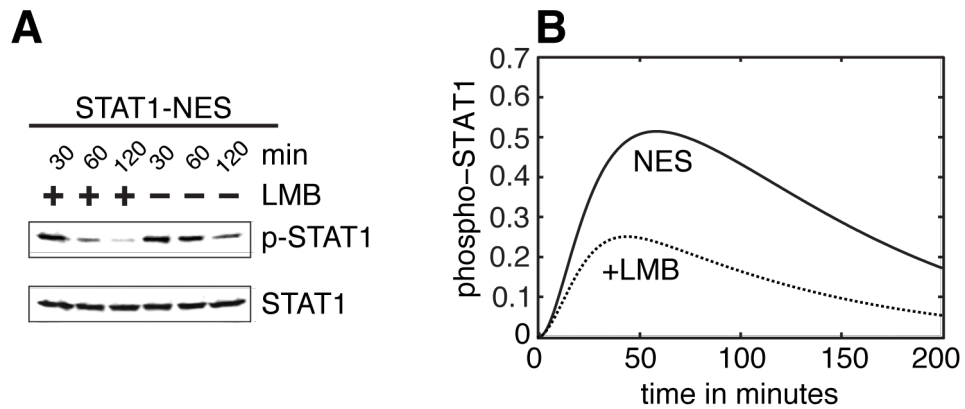 A
STAT1-NES
30 60 120 30 60 120 min
+ + + − − − LMB
p-STAT1
STAT1
B
phospho−STAT1
0.7
0.6
0.5
0.4
0.3
0.2
0.1
0
NES
+LMB
0 50 100 150 200
time in minutes